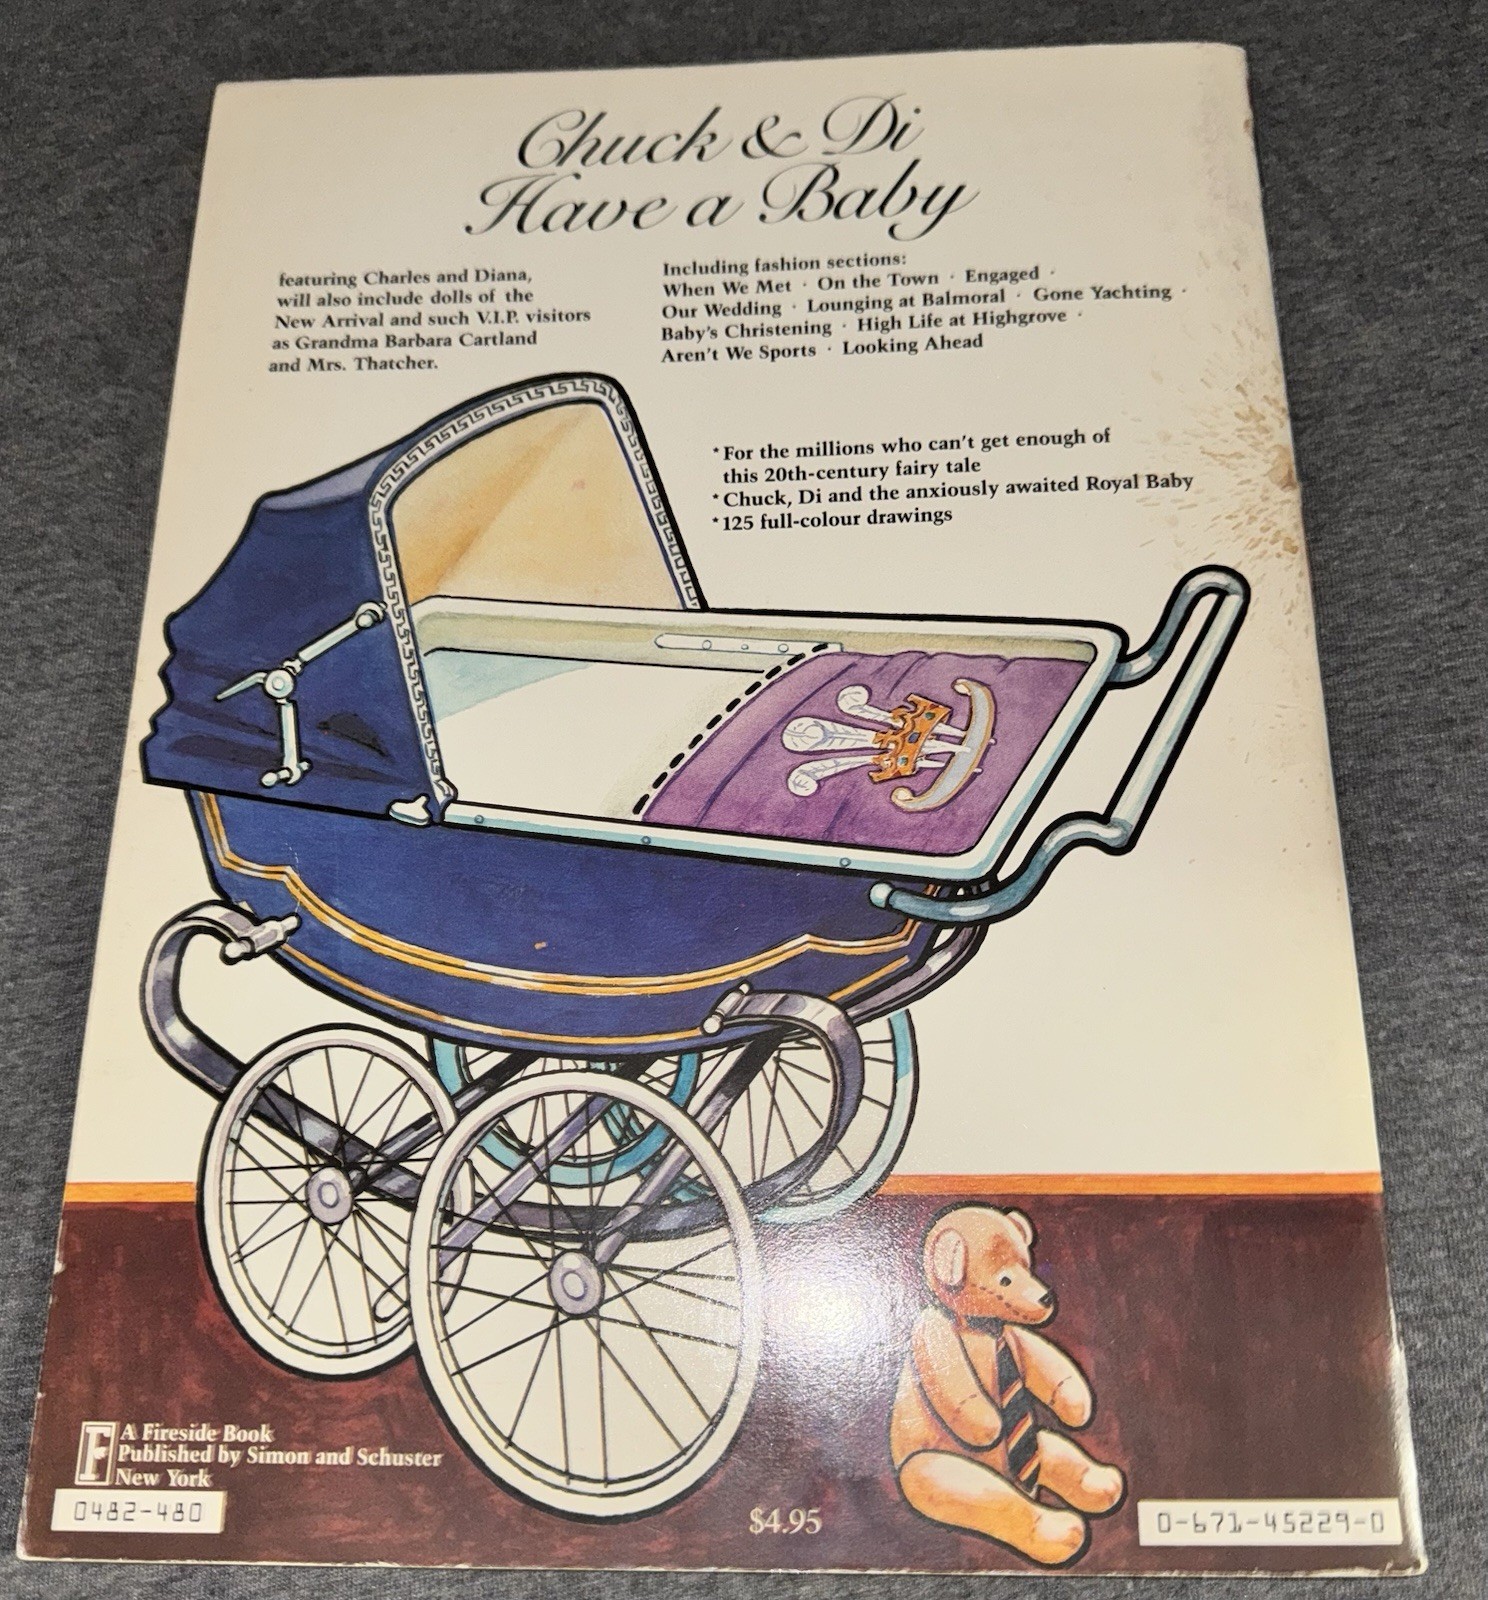 Chuck & Di
Have a Baby
featuring Charles and Diana,
will also include dolls of the
New Arrival and such V.I.P. visitors
as Grandma Barbara Cartland
and Mrs. Thatcher.
Including fashion sections:
When We Met · On the Town · Engaged ·
Our Wedding · Lounging at Balmoral · Gone Yachting ·
Baby's Christening · High Life at Highgrove ·
Aren't We Sports · Looking Ahead
*For the millions who can't get enough of
this 20th-century fairy tale
*Chuck, Di and the anxiously awaited Royal Baby
*125 full-colour drawings
F
A Fireside Book
Published by Simon and Schuster
New York
0482-480
$4.95
0-671-45229-0